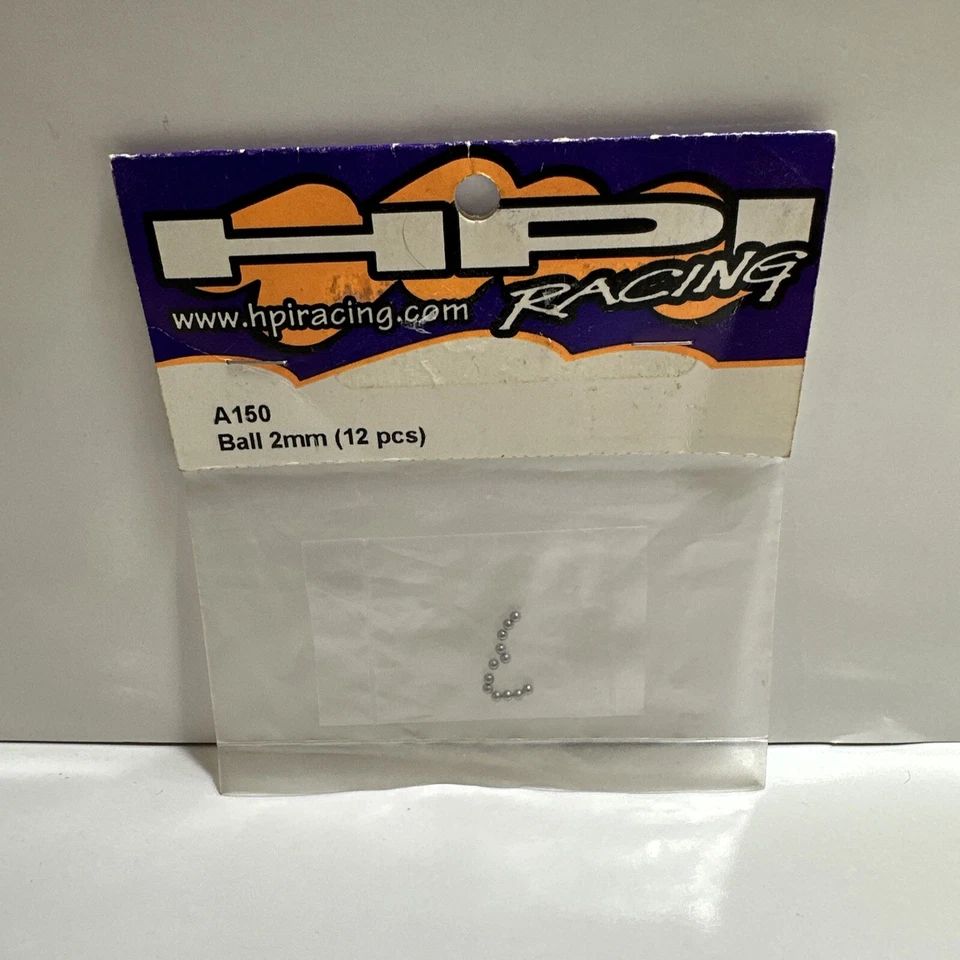 HPI
RACING
www.hpiracing.com
A150
Ball 2mm (12 pcs)